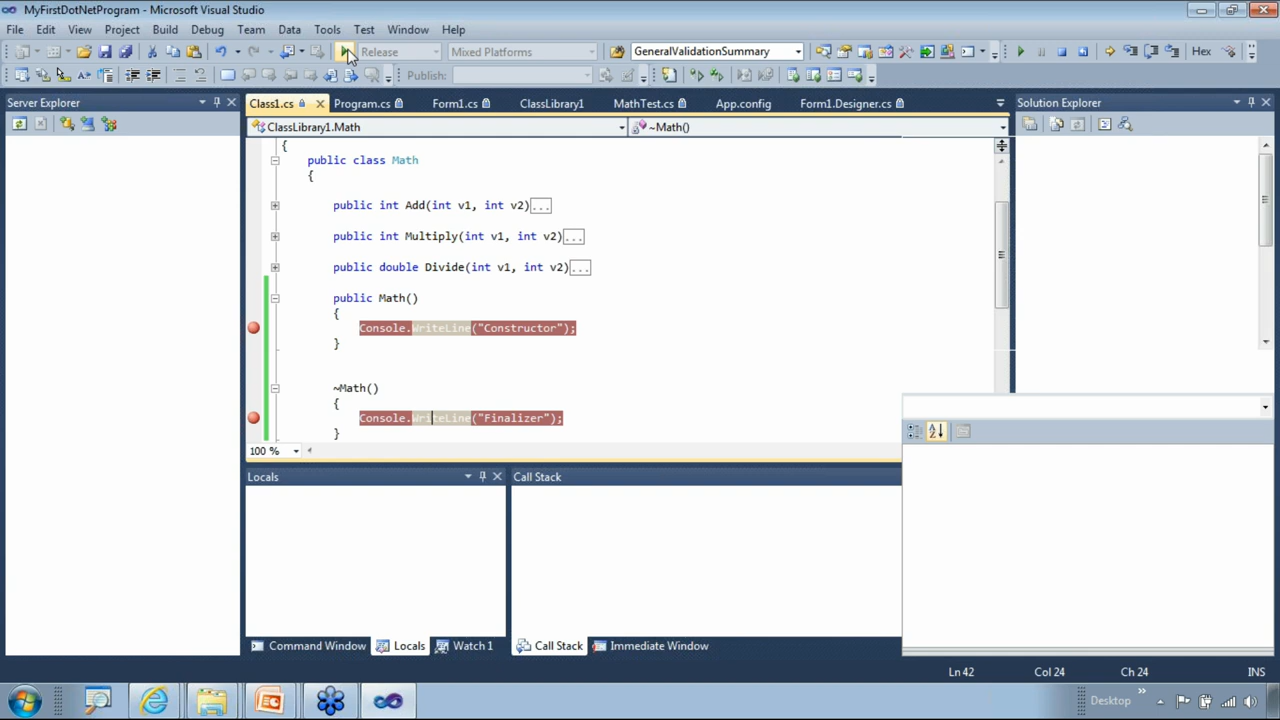 MyFirstDotNetProgram - Microsoft Visual Studio
File Edit View Project Build Debug Team Data Tools Test Window Help
Release Mixed Platforms GeneralValidationSummary Hex
Publish:
Server Explorer
Class1.cs Program.cs Form1.cs ClassLibrary1 MathTest.cs App.config Form1.Designer.cs
Solution Explorer
ClassLibrary1.Math ~Math()
{
public class Math
{
public int Add(int v1, int v2)...
public int Multiply(int v1, int v2)...
public double Divide(int v1, int v2)...
public Math()
{
Console.WriteLine("Constructor");
}
~Math()
{
Console.WriteLine("Finalizer");
}
100 %
Locals
Call Stack
Command Window Locals Watch 1
Call Stack Immediate Window
Ln 42 Col 24 Ch 24 INS
Desktop